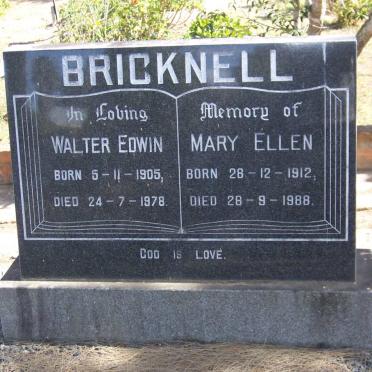 BRICKNELL
In Loving Memory of
WALTER EDWIN
BORN 5-11-1905,
DIED 24-7-1978.
MARY ELLEN
BORN 28-12-1912,
DIED 28-9-1988.
GOD IS LOVE.